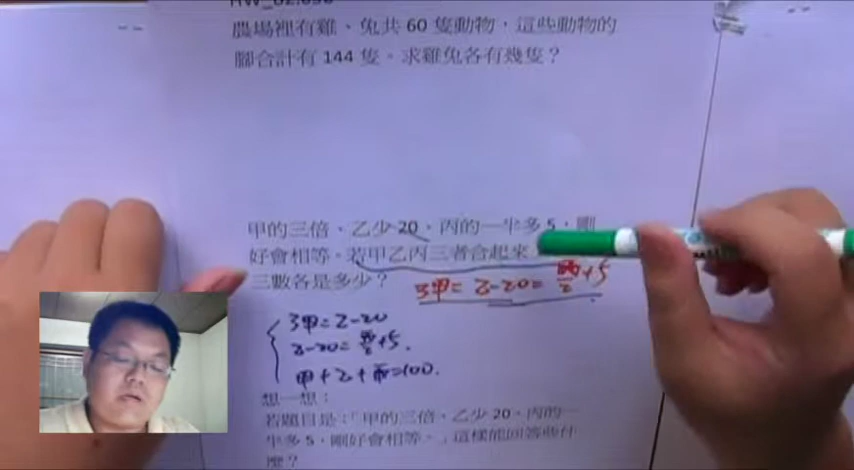 農場裡有雞、兔共 60 隻動物，這些動物的
腳合計有 144 隻。求雞兔各有幾隻？
甲的三倍、乙少 20、丙的一半多 5，剛
好會相等。若甲乙丙三者合起來
三數各是多少？
3甲=乙-20=丙/2+5
3甲=乙-20
乙-20=丙/2+5.
甲+乙+丙=100.
想一想：
若題目是：「甲的三倍、乙少 20、丙的一
半多 5，剛好會相等。」這樣能回答些什
麼？